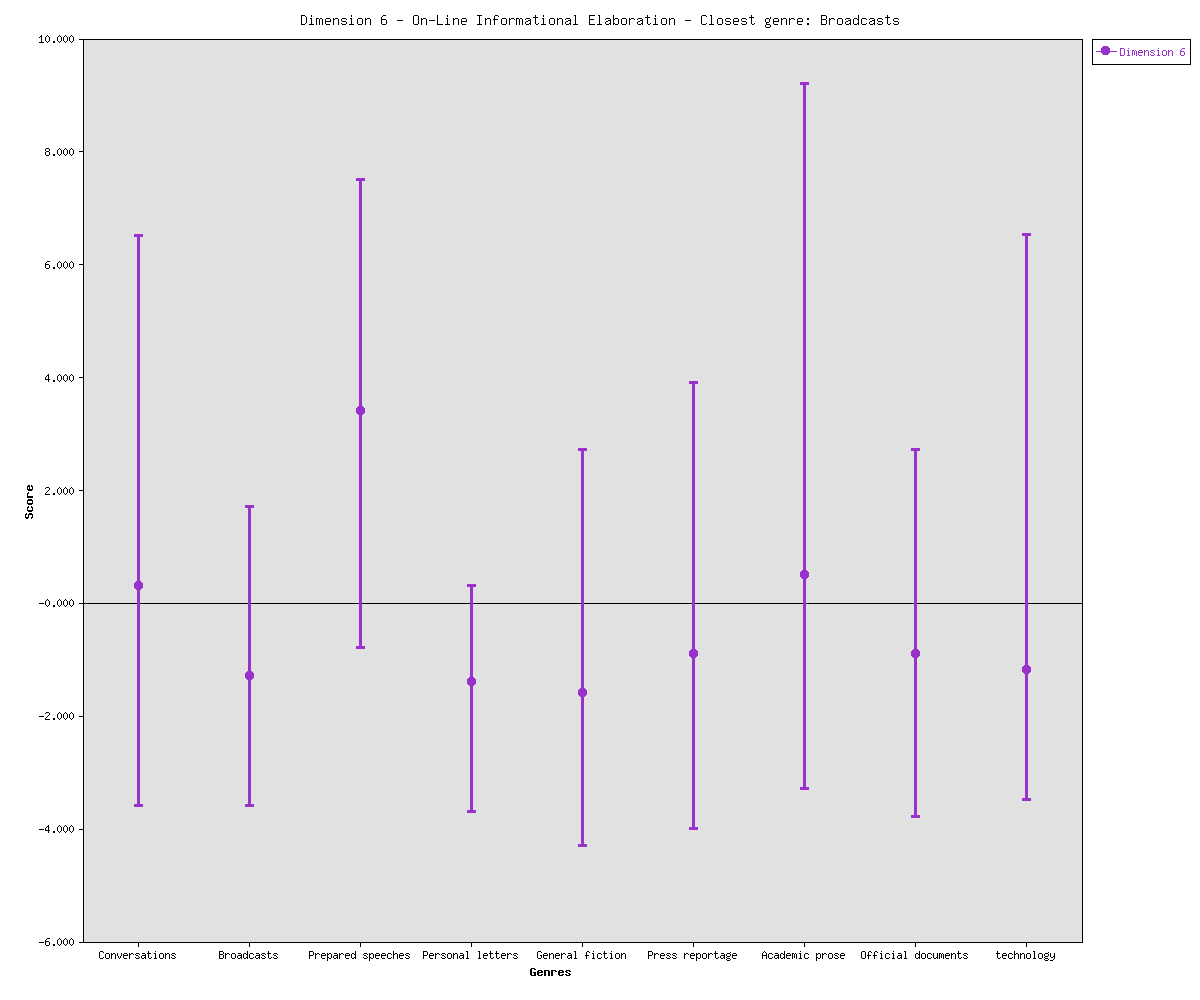 Dimension 6 - On-Line Informational Elaboration - Closest genre: Broadcasts
10.000
Dimension 6
8.000
6.000
4.000
2.000
Score
-0.000
-2.000
-4.000
-6.000
Conversations Broadcasts Prepared speeches Personal letters General fiction Press reportage Academic prose Official documents technology
Genres